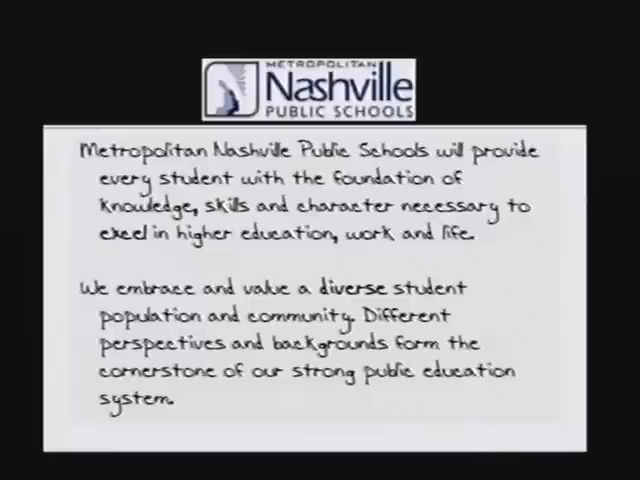 METROPOLITAN
Nashville
PUBLIC SCHOOLS
Metropolitan Nashville Public Schools will provide
every student with the foundation of
knowledge, skills and character necessary to
excel in higher education, work and life.
We embrace and value a diverse student
population and community. Different
perspectives and backgrounds form the
cornerstone of our strong public education
system.